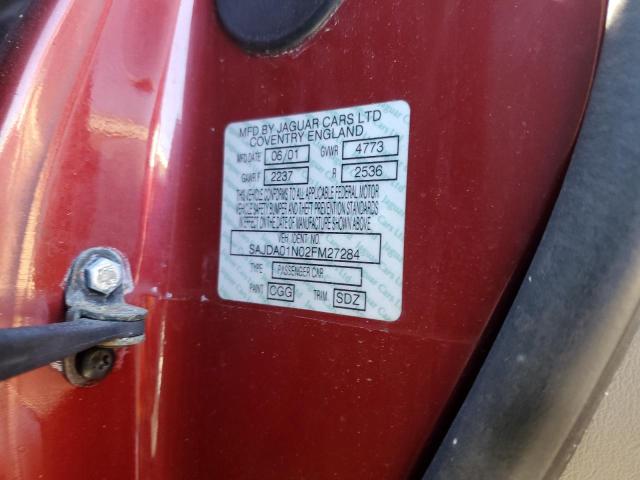 MFD BY JAGUAR CARS LTD
COVENTRY ENGLAND
MFD.DATE 06/01 GVWR 4773
GAWR F 2237 R 2536
THIS VEHICLE CONFORMS TO ALL APPLICABLE FEDERAL MOTOR
VEHICLE SAFETY BUMPER AND THEFT PREVENTION STANDARDS
IN EFFECT ON THE DATE OF MANUFACTURE SHOWN ABOVE.
VEH. IDENT NO.
SAJDA01N02FM27284
TYPE PASSENGER CAR
PAINT CGG TRIM SDZ